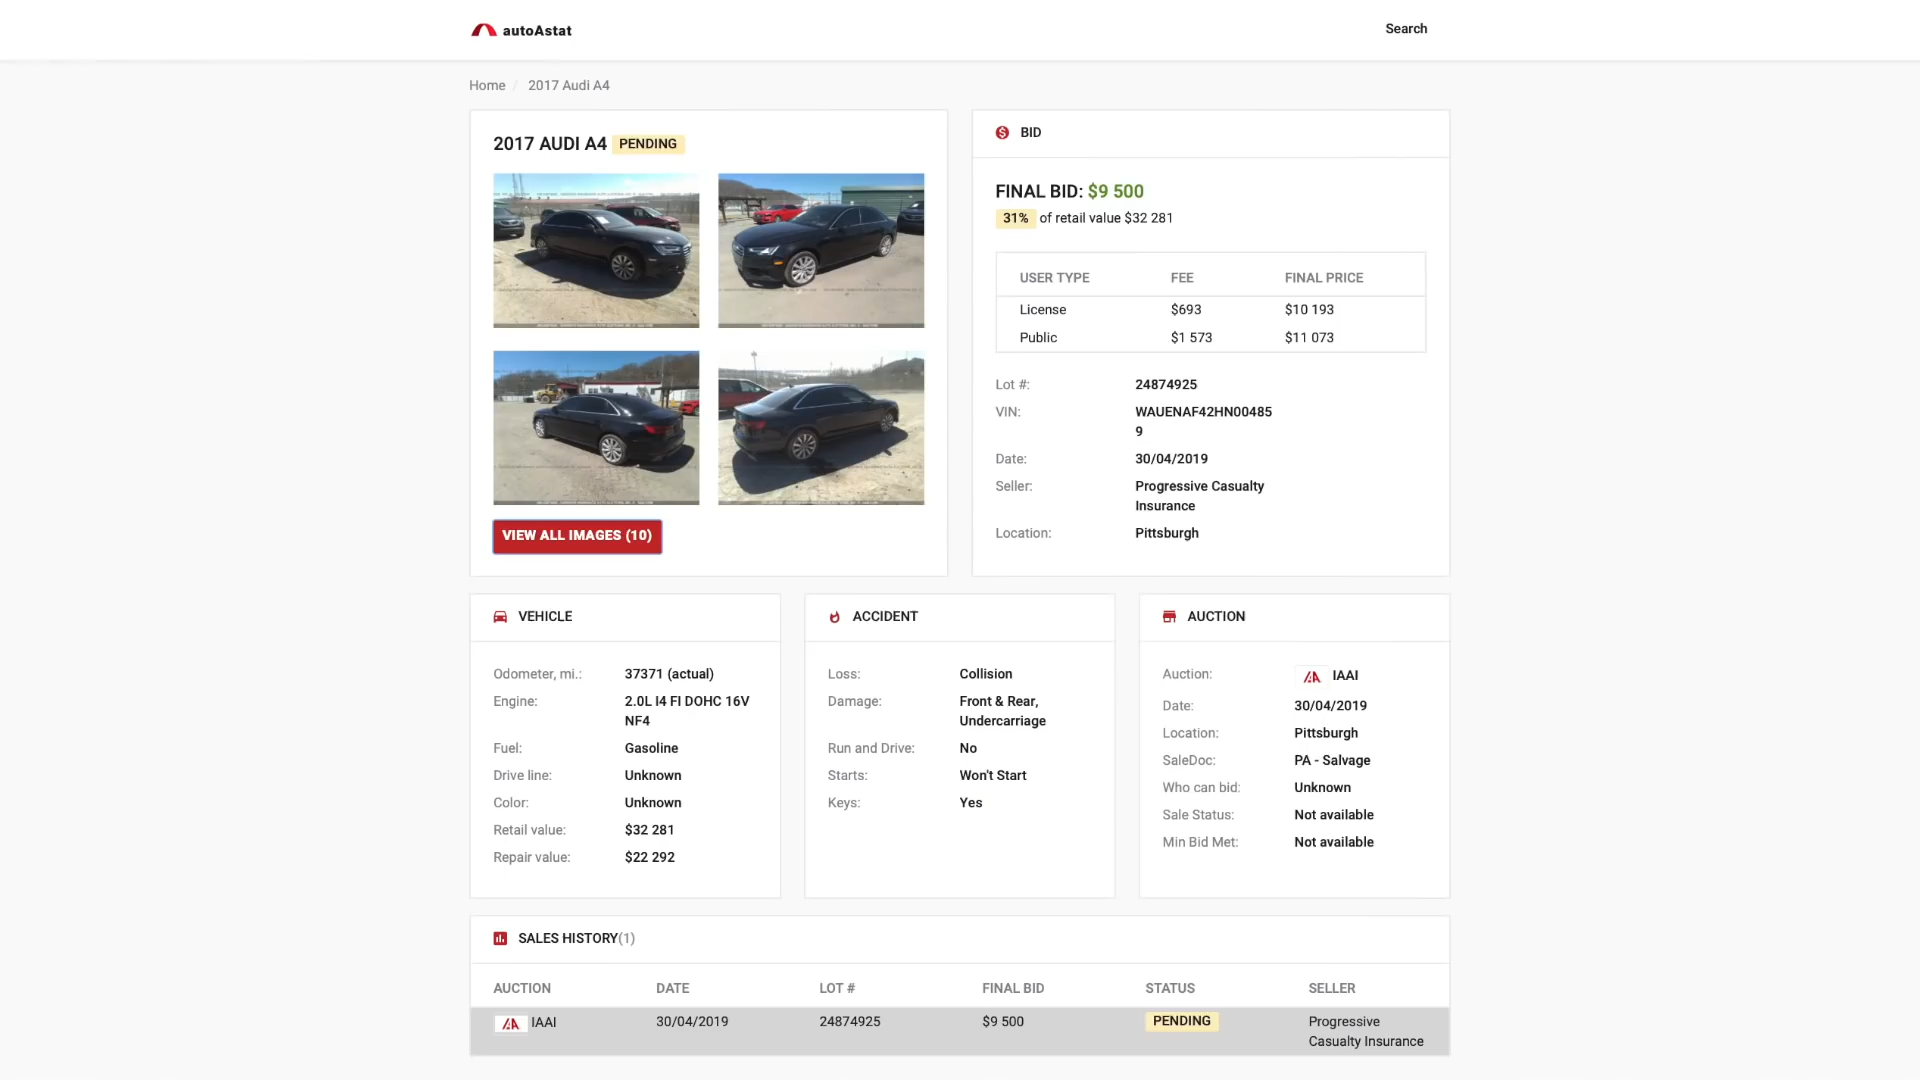 autoAstat
Search
Home / 2017 Audi A4
2017 AUDI A4 PENDING
VIEW ALL IMAGES (10)
BID
FINAL BID: $9 500
31% of retail value $32 281
USER TYPE FEE FINAL PRICE
License $693 $10 193
Public $1 573 $11 073
Lot #: 24874925
VIN: WAUENAF42HN00485
9
Date: 30/04/2019
Seller: Progressive Casualty
Insurance
Location: Pittsburgh
VEHICLE
Odometer, mi.: 37371 (actual)
Engine: 2.0L I4 FI DOHC 16V
NF4
Fuel: Gasoline
Drive line: Unknown
Color: Unknown
Retail value: $32 281
Repair value: $22 292
ACCIDENT
Loss: Collision
Damage: Front & Rear,
Undercarriage
Run and Drive: No
Starts: Won't Start
Keys: Yes
AUCTION
Auction: IAAI
Date: 30/04/2019
Location: Pittsburgh
SaleDoc: PA - Salvage
Who can bid: Unknown
Sale Status: Not available
Min Bid Met: Not available
SALES HISTORY(1)
AUCTION DATE LOT # FINAL BID STATUS SELLER
IAAI 30/04/2019 24874925 $9 500 PENDING Progressive
Casualty Insurance